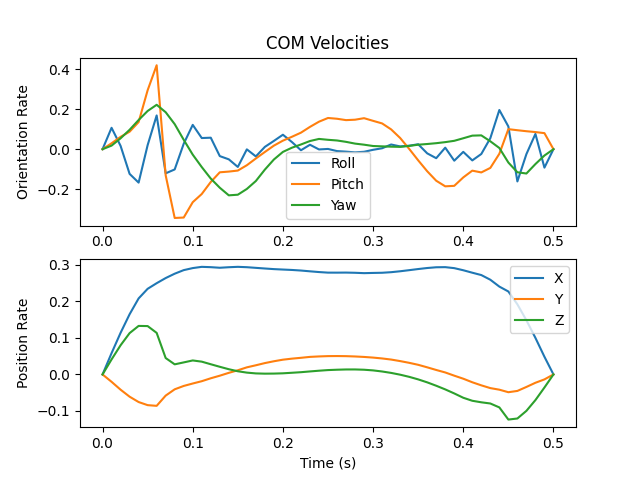 COM Velocities
Orientation Rate
0.4
0.2
0.0
−0.2
Roll
Pitch
Yaw
0.0 0.1 0.2 0.3 0.4 0.5
Position Rate
0.3
0.2
0.1
0.0
−0.1
X
Y
Z
0.0 0.1 0.2 0.3 0.4 0.5
Time (s)